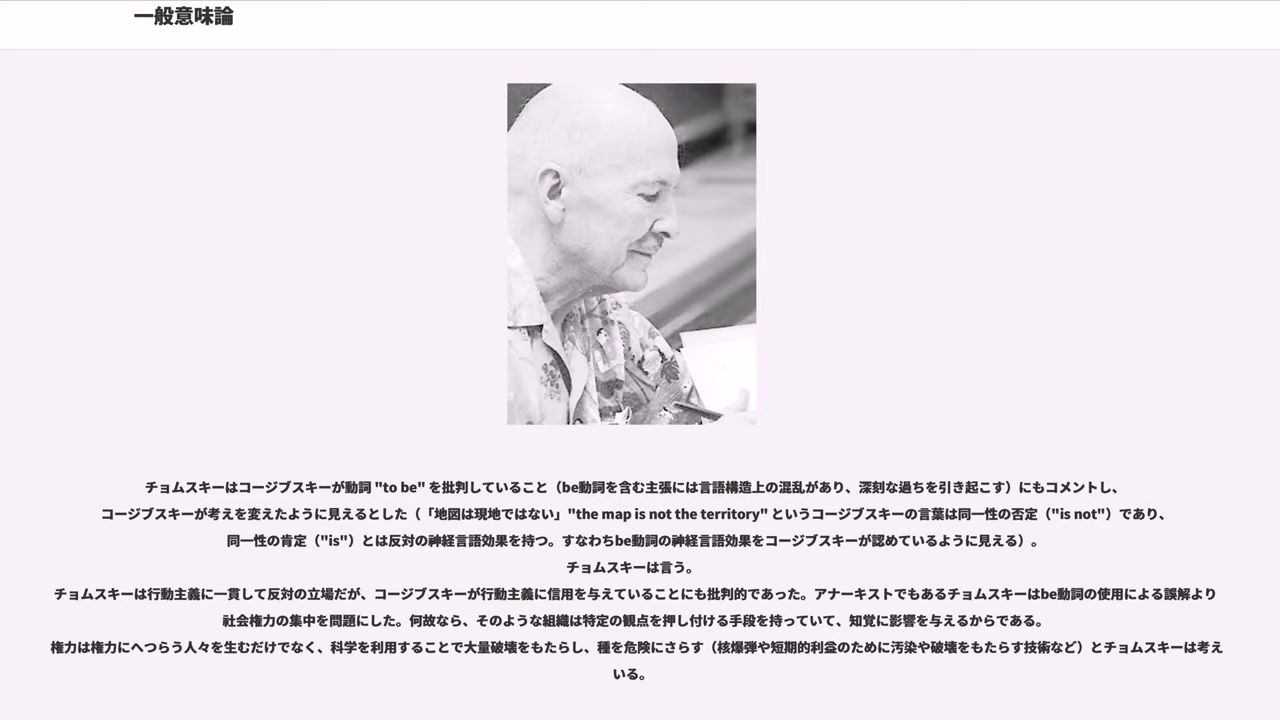 一般意味論
チョムスキーはコージブスキーが動詞 "to be" を批判していること（be動詞を含む主張には言語構造上の混乱があり、深刻な過ちを引き起こす）にもコメントし、
コージブスキーが考えを変えたように見えるとした（「地図は現地ではない」"the map is not the territory" というコージブスキーの言葉は同一性の否定（"is not"）であり、
同一性の肯定（"is"）とは反対の神経言語効果を持つ。すなわちbe動詞の神経言語効果をコージブスキーが認めているように見える）。
チョムスキーは言う。
チョムスキーは行動主義に一貫して反対の立場だが、コージブスキーが行動主義に信用を与えていることにも批判的であった。アナーキストでもあるチョムスキーはbe動詞の使用による誤解より
社会権力の集中を問題にした。何故なら、そのような組織は特定の観点を押し付ける手段を持っていて、知覚に影響を与えるからである。
権力は権力にへつらう人々を生むだけでなく、科学を利用することで大量破壊をもたらし、種を危険にさらす（核爆弾や短期的利益のために汚染や破壊をもたらす技術など）とチョムスキーは考え
いる。